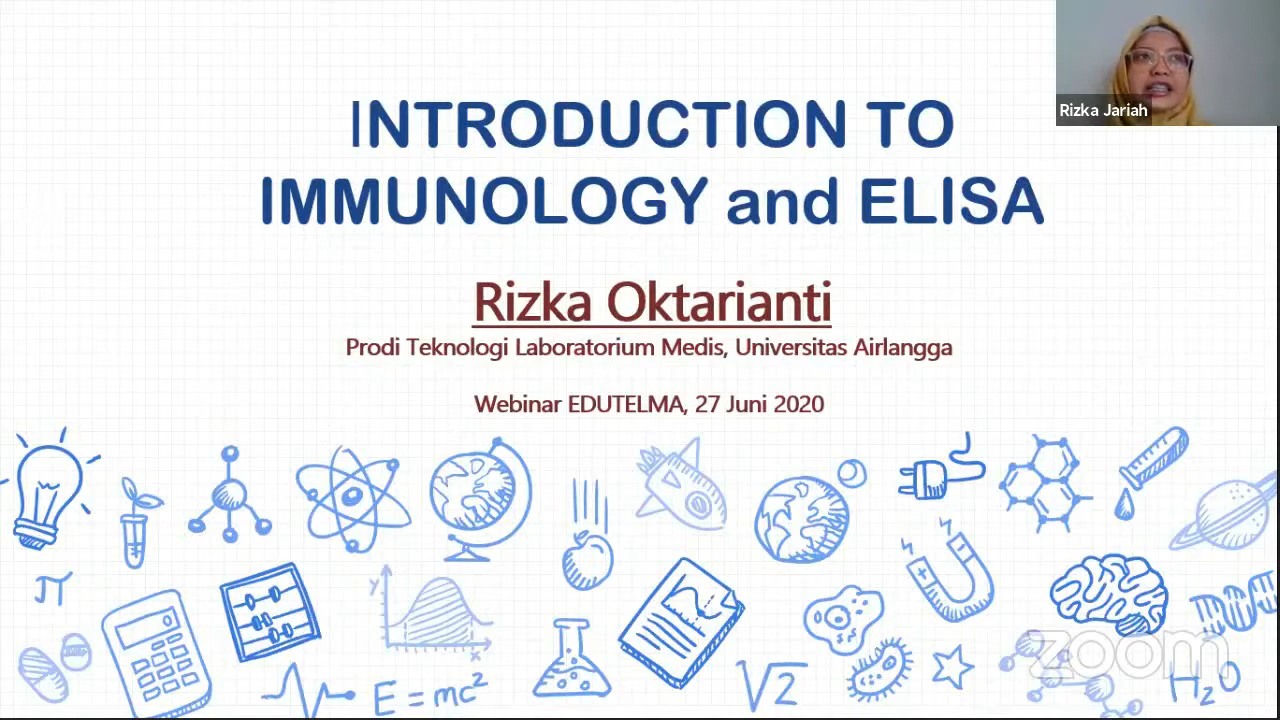 INTRODUCTION TO
IMMUNOLOGY and ELISA
Rizka Jariah
Rizka Oktarianti
Prodi Teknologi Laboratorium Medis, Universitas Airlangga
Webinar EDUTELMA, 27 Juni 2020
π
y
x
E = mc²
√2
H₂O
zoom